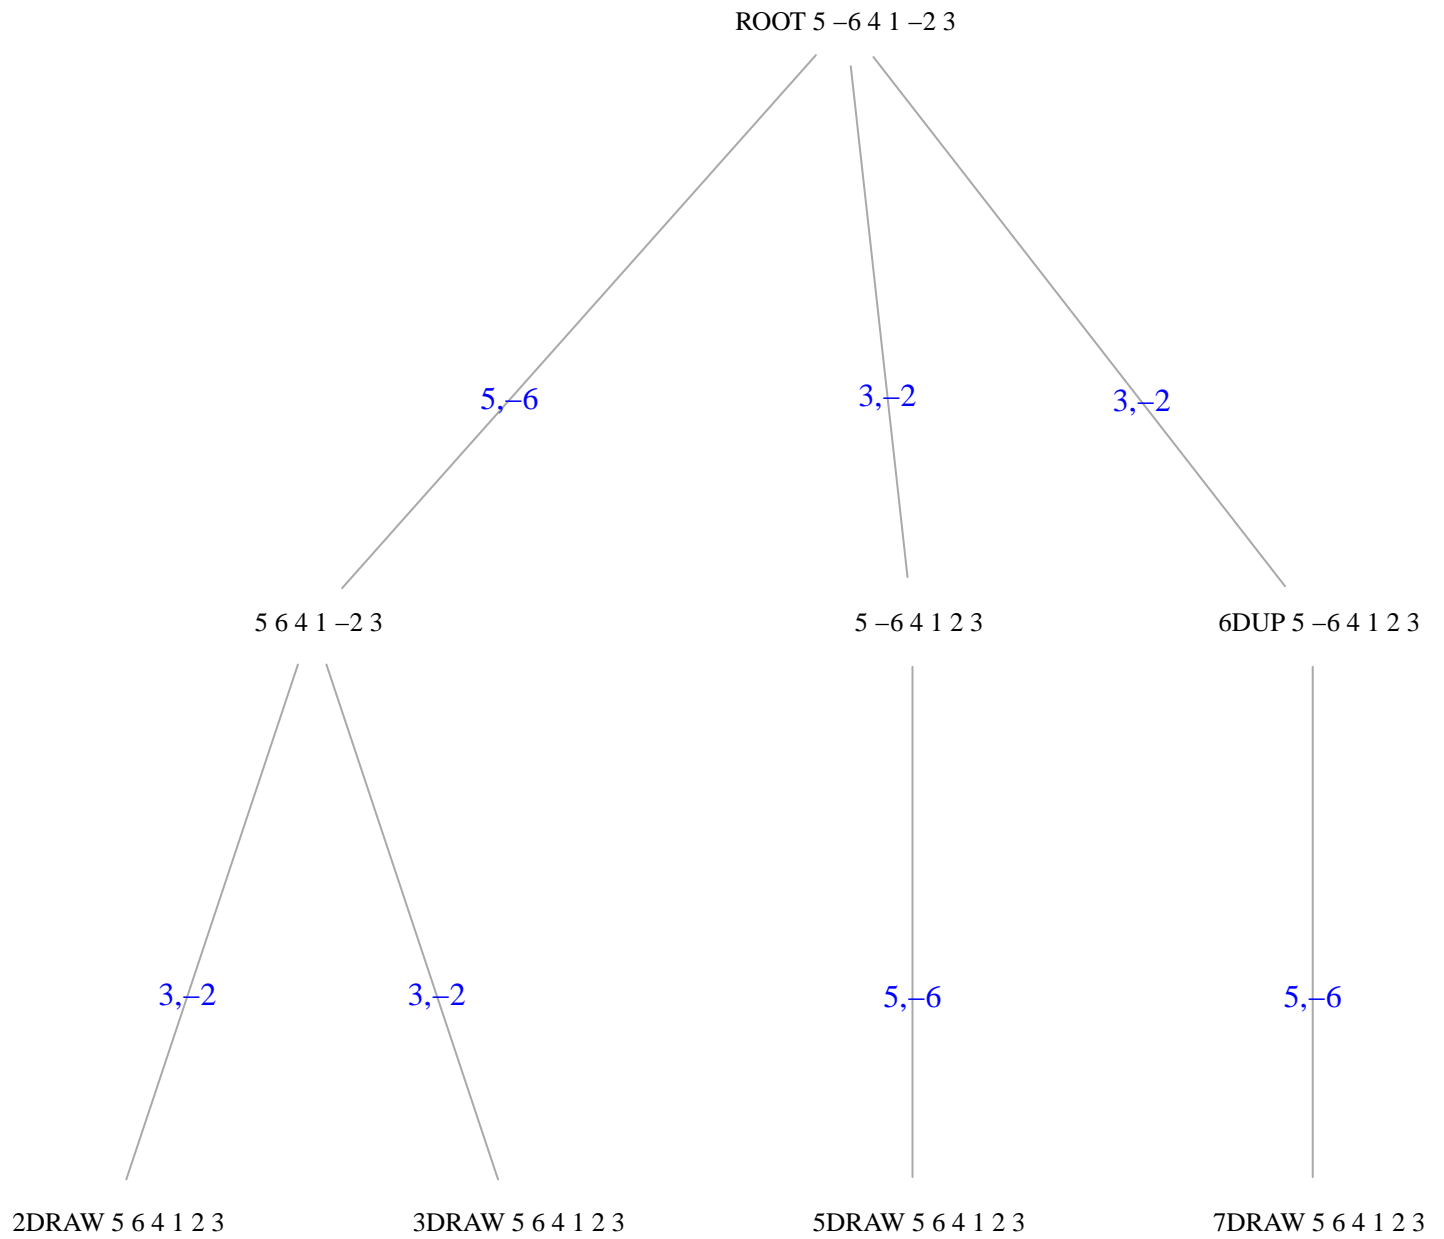 ROOT 5 –6 4 1 –2 3
5,–6
3,–2
3,–2
5 6 4 1 –2 3
5 –6 4 1 2 3
6DUP 5 –6 4 1 2 3
3,–2
3,–2
5,–6
5,–6
2DRAW 5 6 4 1 2 3
3DRAW 5 6 4 1 2 3
5DRAW 5 6 4 1 2 3
7DRAW 5 6 4 1 2 3